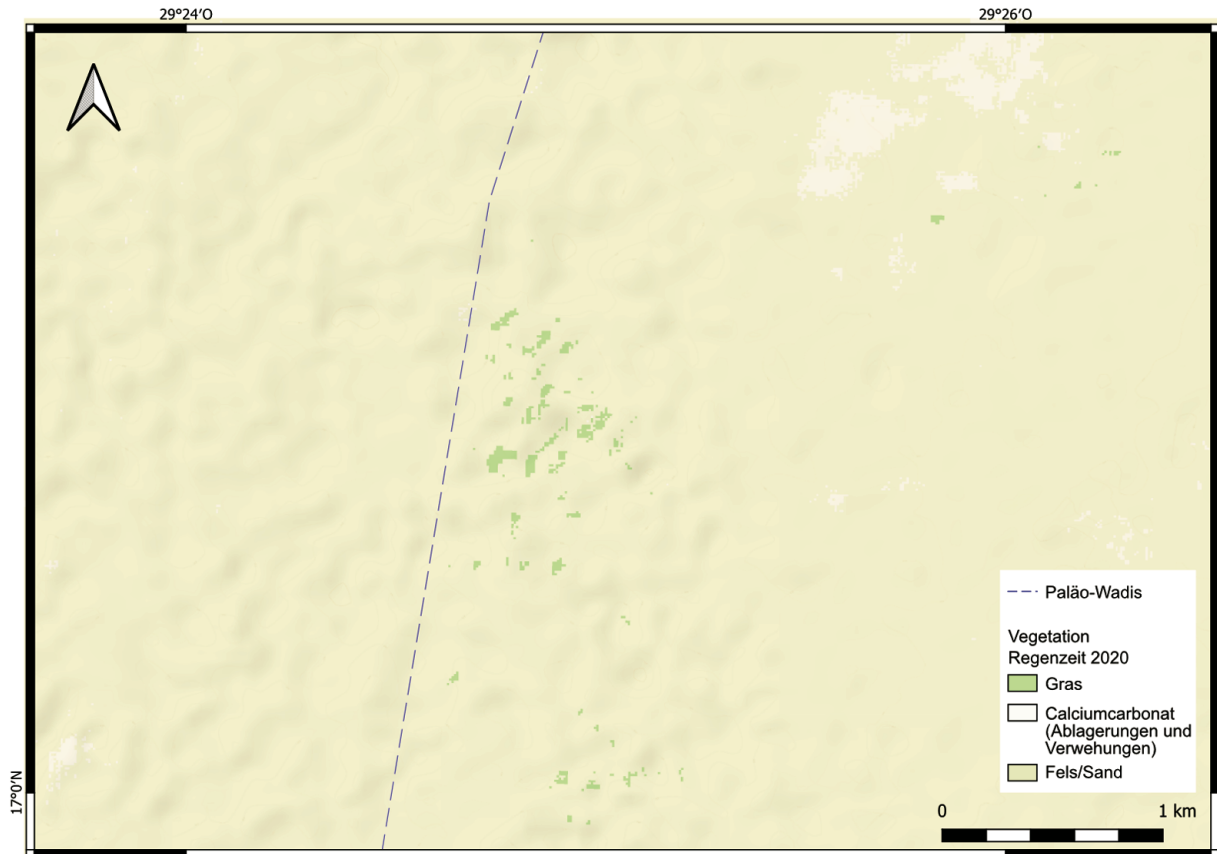 29°24'O
29°26'O
17°0'N
Paläo-Wadis
Vegetation
Regenzeit 2020
Gras
Calciumcarbonat
(Ablagerungen und
Verwehungen)
Fels/Sand
0
1 km